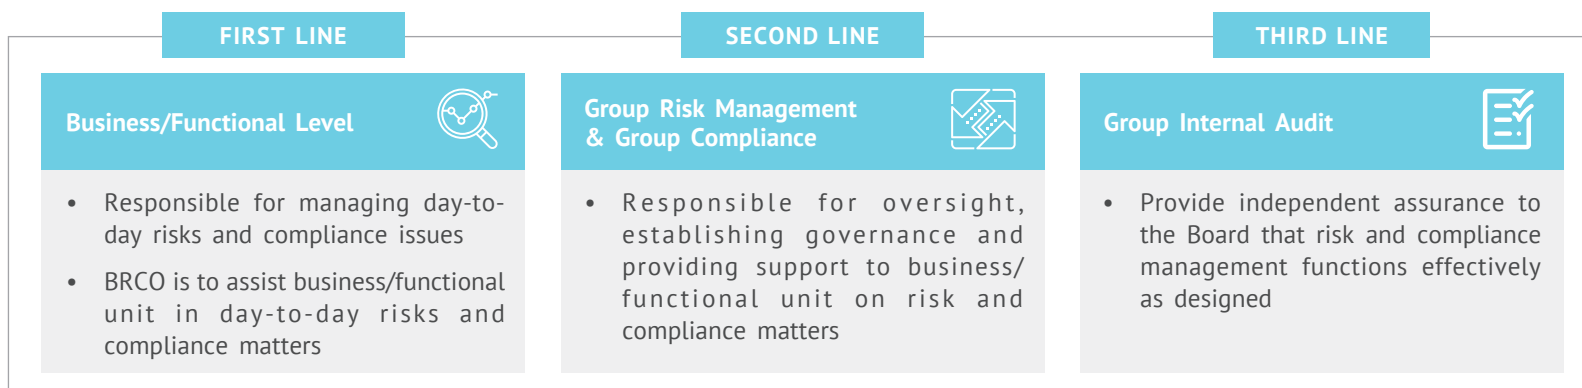 FIRST LINE
SECOND LINE
THIRD LINE
Business/Functional Level
• Responsible for managing day-to-
day risks and compliance issues
• BRCO is to assist business/functional
unit in day-to-day risks and
compliance matters
Group Risk Management
& Group Compliance
• Responsible for oversight,
establishing governance and
providing support to business/
functional unit on risk and
compliance matters
Group Internal Audit
• Provide independent assurance to
the Board that risk and compliance
management functions effectively
as designed